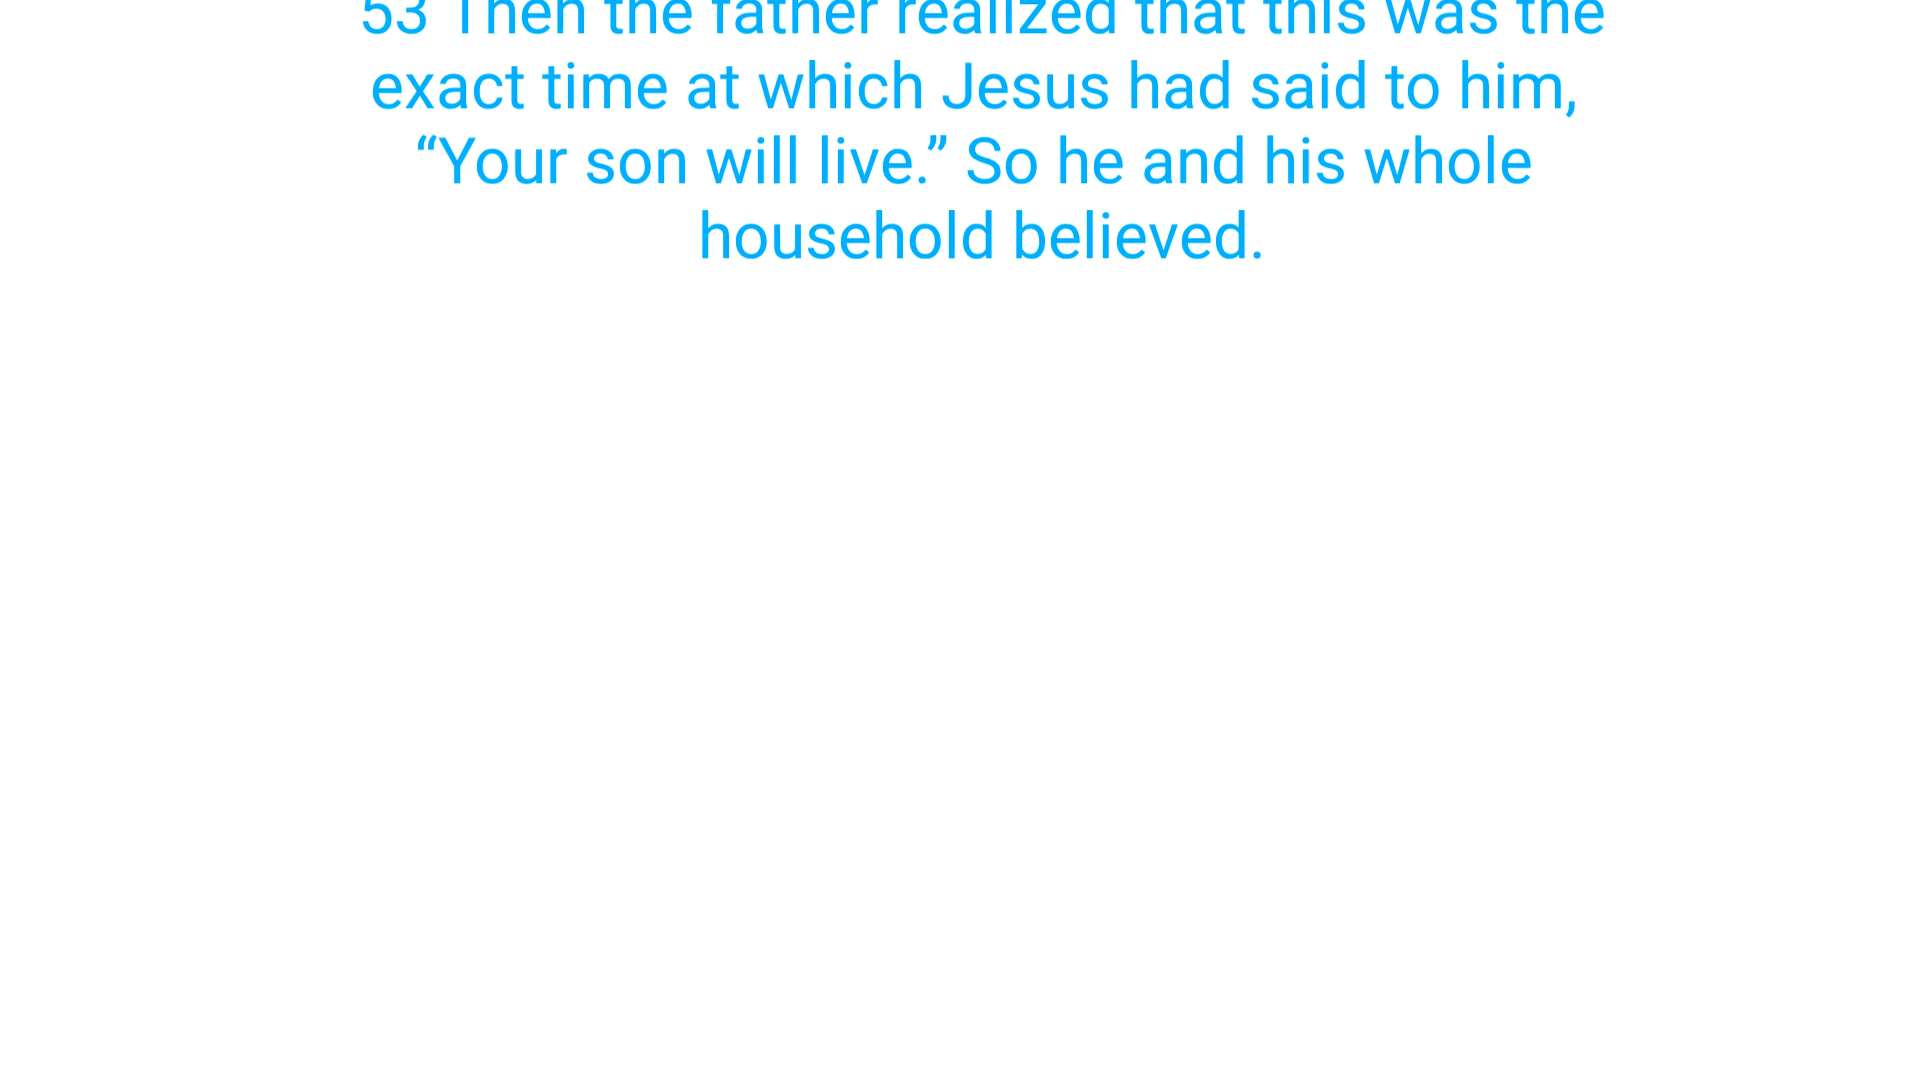 53 Then the father realized that this was the
exact time at which Jesus had said to him,
“Your son will live.” So he and his whole
household believed.